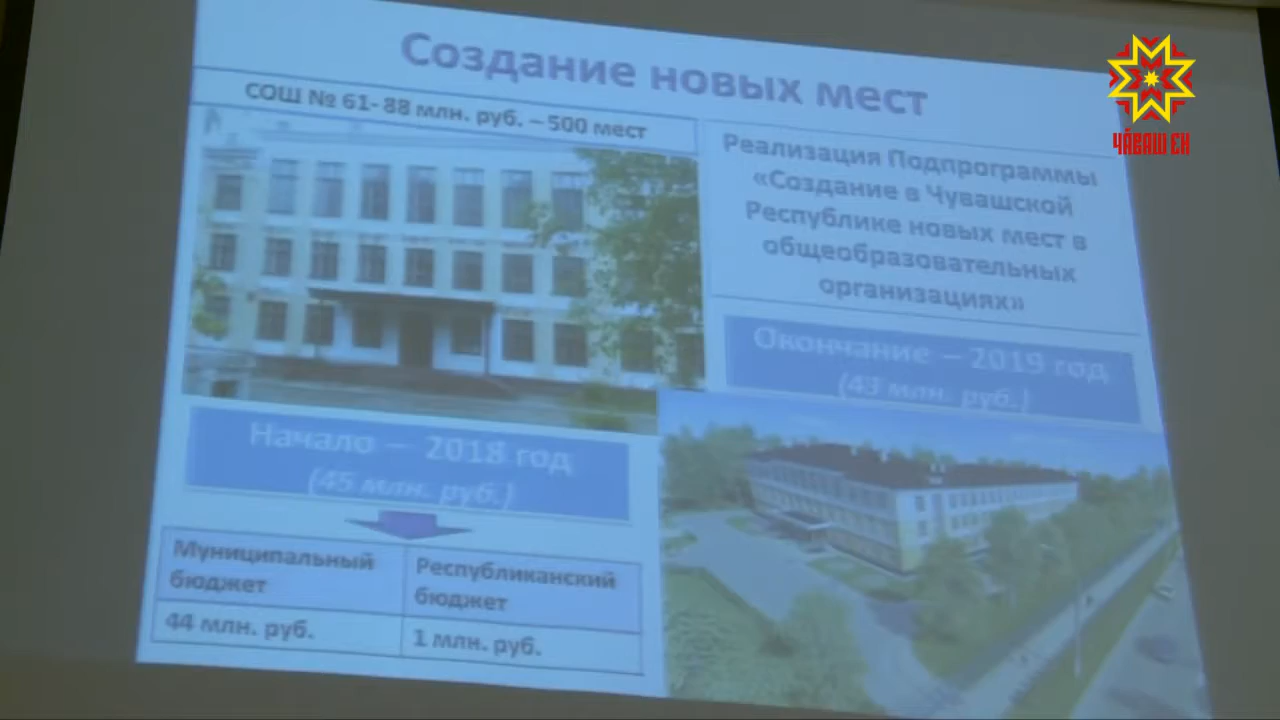 Создание новых мест
СОШ № 61- 88 млн. руб. – 500 мест
Реализация Подпрограммы
«Создание в Чувашской
Республике новых мест в
общеобразовательных
организациях»
Окончание – 2019 год
(43 млн. руб.)
Начало – 2018 год
(45 млн. руб.)
Муниципальный
бюджет
Республиканский
бюджет
44 млн. руб.
1 млн. руб.
ЧӐВАШ ЕН